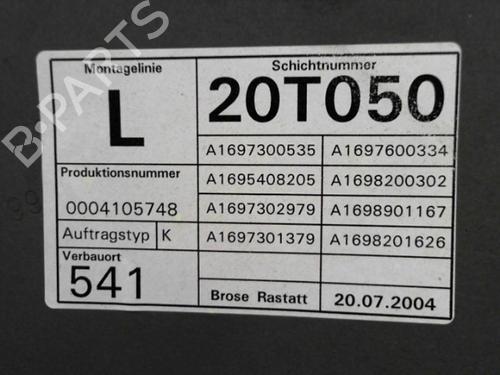 Montagelinie
L
Schichtnummer
20T050
Produktionsnummer
0004105748
Auftragstyp K
Verbauort
541
A1697300535 A1697600334
A1695408205 A1698200302
A1697302979 A1698901167
A1697301379 A1698201626
Brose Rastatt 20.07.2004
B-PARTS